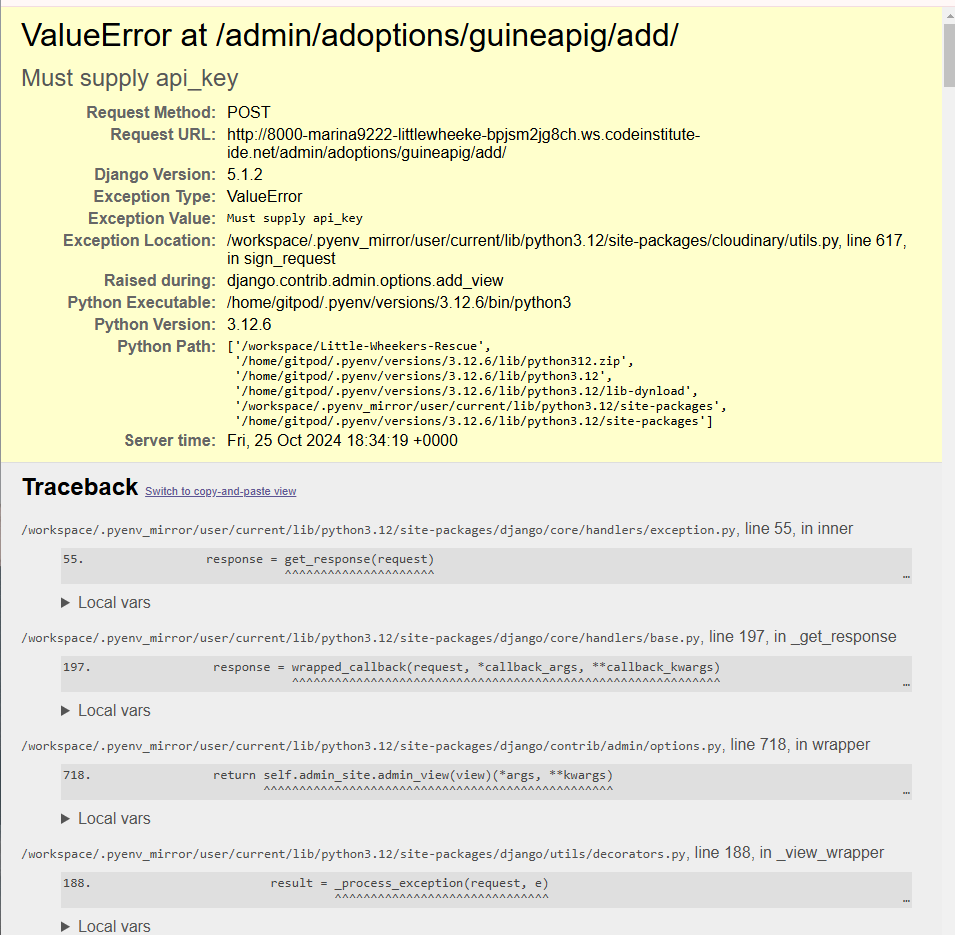 ValueError at /admin/adoptions/guineapig/add/
Must supply api_key
Request Method: POST
Request URL: http://8000-marina9222-littlewheeke-bpjsm2jg8ch.ws.codeinstitute-
ide.net/admin/adoptions/guineapig/add/
Django Version: 5.1.2
Exception Type: ValueError
Exception Value: Must supply api_key
Exception Location: /workspace/.pyenv_mirror/user/current/lib/python3.12/site-packages/cloudinary/utils.py, line 617,
in sign_request
Raised during: django.contrib.admin.options.add_view
Python Executable: /home/gitpod/.pyenv/versions/3.12.6/bin/python3
Python Version: 3.12.6
Python Path: ['/workspace/Little-Wheekers-Rescue',
'/home/gitpod/.pyenv/versions/3.12.6/lib/python312.zip',
'/home/gitpod/.pyenv/versions/3.12.6/lib/python3.12',
'/home/gitpod/.pyenv/versions/3.12.6/lib/python3.12/lib-dynload',
'/workspace/.pyenv_mirror/user/current/lib/python3.12/site-packages',
'/home/gitpod/.pyenv/versions/3.12.6/lib/python3.12/site-packages']
Server time: Fri, 25 Oct 2024 18:34:19 +0000
Traceback Switch to copy-and-paste view
/workspace/.pyenv_mirror/user/current/lib/python3.12/site-packages/django/core/handlers/exception.py, line 55, in inner
55. response = get_response(request)
^^^^^^^^^^^^^^^^^^^^^ …
▶ Local vars
/workspace/.pyenv_mirror/user/current/lib/python3.12/site-packages/django/core/handlers/base.py, line 197, in _get_response
197. response = wrapped_callback(request, *callback_args, **callback_kwargs)
^^^^^^^^^^^^^^^^^^^^^^^^^^^^^^^^^^^^^^^^^^^^^^^^^^^^^^^^^^^^ …
▶ Local vars
/workspace/.pyenv_mirror/user/current/lib/python3.12/site-packages/django/contrib/admin/options.py, line 718, in wrapper
718. return self.admin_site.admin_view(view)(*args, **kwargs)
^^^^^^^^^^^^^^^^^^^^^^^^^^^^^^^^^^^^^^^^^^^^^^^^^ …
▶ Local vars
/workspace/.pyenv_mirror/user/current/lib/python3.12/site-packages/django/utils/decorators.py, line 188, in _view_wrapper
188. result = _process_exception(request, e)
^^^^^^^^^^^^^^^^^^^^^^^^^^^^^^ …
▶ Local vars